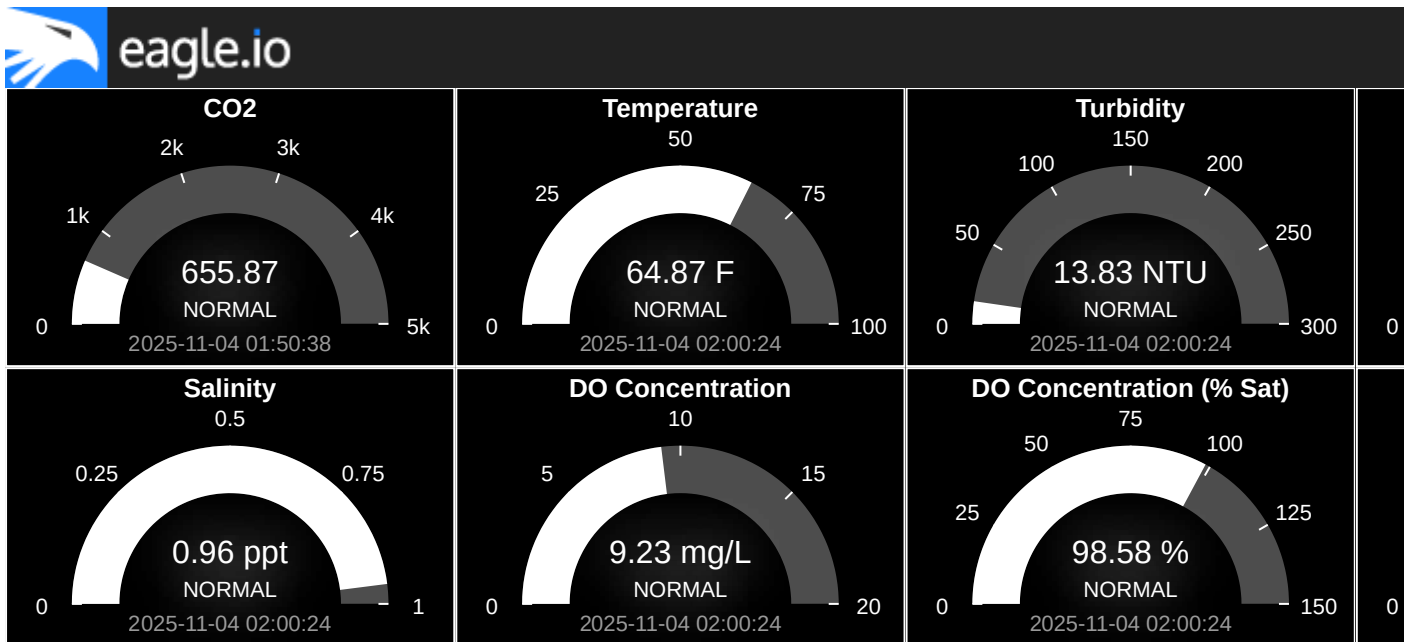 eagle.io
CO2
2k
3k
1k
4k
655.87
NORMAL
0
5k
2025-11-04 01:50:38
Temperature
50
25
75
64.87 F
NORMAL
0
100
2025-11-04 02:00:24
Turbidity
150
100
200
50
250
13.83 NTU
NORMAL
0
300
2025-11-04 02:00:24
0
Salinity
0.5
0.25
0.75
0.96 ppt
NORMAL
0
1
2025-11-04 02:00:24
DO Concentration
10
5
15
9.23 mg/L
NORMAL
0
20
2025-11-04 02:00:24
DO Concentration (% Sat)
75
50
100
25
125
98.58 %
NORMAL
0
150
2025-11-04 02:00:24
0